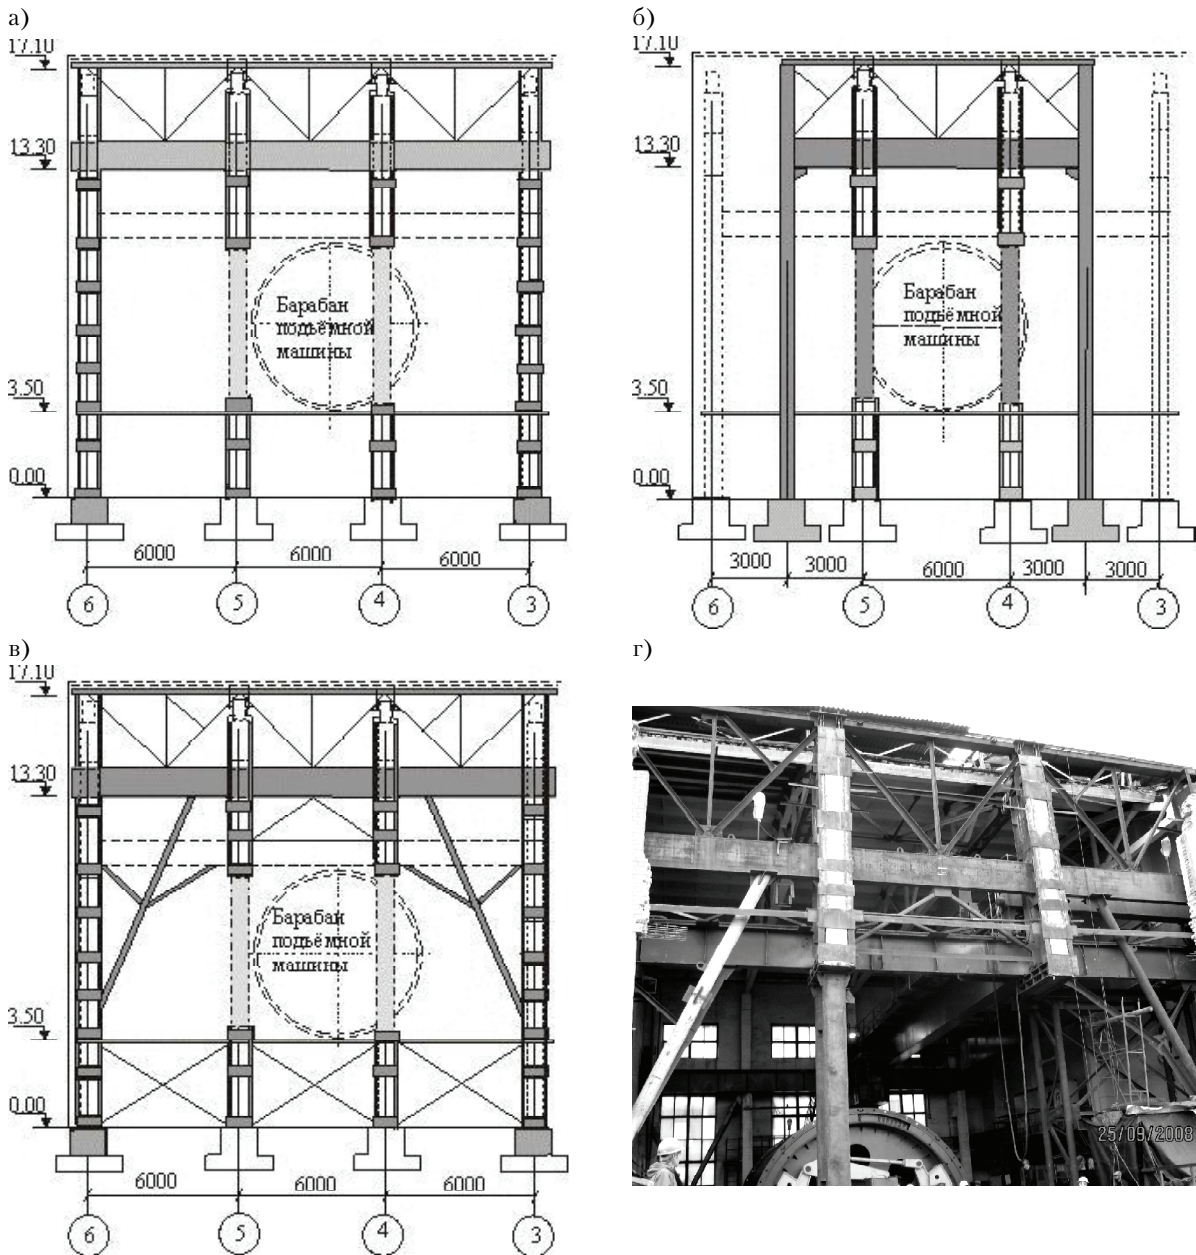 а)
17.10
13.30
Барабан
подъёмной
машины
3.50
0.00
6000
6000
6000
6
5
4
3
б)
17.10
13.30
Барабан
подъёмной
машины
3.50
0.00
3000
3000
6000
3000
3000
6
5
4
3
в)
17.10
13.30
Барабан
подъёмной
машины
3.50
0.00
6000
6000
6000
6
5
4
3
г)
25/09/2008